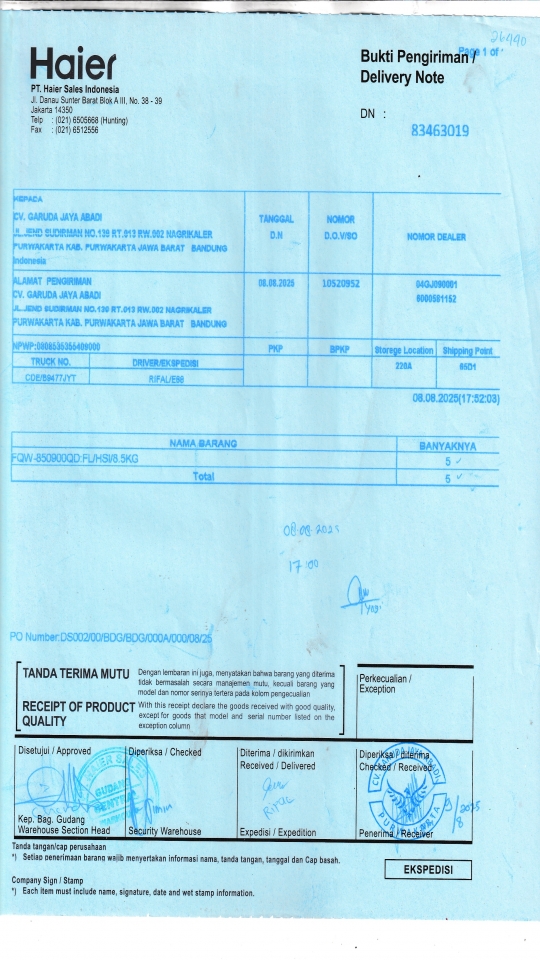 26440
Page 1 of
Haier
Bukti Pengiriman /
Delivery Note
PT. Haier Sales Indonesia
Jl. Danau Sunter Barat Blok A III, No. 38 - 39
Jakarta 14350
Telp : (021) 6505668 (Hunting)
Fax : (021) 6512556
DN :
83463019
KEPADA
CV. GARUDA JAYA ABADI
JL.JEND SUDIRMAN NO.139 RT.013 RW.002 NAGRIKALER
PURWAKARTA KAB. PURWAKARTA JAWA BARAT BANDUNG
Indonesia
TANGGAL
D.N
NOMOR
D.O.V/SO
NOMOR DEALER
ALAMAT PENGIRIMAN
CV. GARUDA JAYA ABADI
JL.JEND SUDIRMAN NO.139 RT.013 RW.002 NAGRIKALER
PURWAKARTA KAB. PURWAKARTA JAWA BARAT BANDUNG
08.08.2025
10520952
PKP
BPKP
Storege Location
Shipping Point
TRUCK NO.
DRIVER/EKSPEDISI
228A
85D1
CDE/B9477JYT
08.08.2025(17:52:03)
NAMA BARANG
BANYAKNYA
FQW-850900QD:FL/HSI/8.5KG
5
Total
5
08-08-2025
17:00
PO Number:DS002/00/BDG/BDG/000A/000/08/25
TANDA TERIMA MUTU
Dengan lembaran ini juga, menyatakan bahwa barang yang diterima
tidak bermasalah secara manajemen mutu, kecuali barang yang
model dan nomor serinya tertera pada kolom pengecualian
RECEIPT OF PRODUCT
QUALITY
With this receipt declare the goods received with good quality,
except for goods that model and serial number listed on the
exception column
Perkecualian /
Exception
Disetujui / Approved
Diperiksa / Checked
Diterima / dikirimkan
Received / Delivered
Diperiksa / diterima
Checked / Received
GUDANG
SENTRAL
CV. GARUDA JAYA ABADI
PURWAKARTA
Kep. Bag. Gudang
Warehouse Section Head
Security Warehouse
Expedisi / Expedition
Penerima / Receiver
Tanda tangan/cap perusahaan
*) Setiap penerimaan barang wajib menyertakan informasi nama, tanda tangan, tanggal dan Cap basah.
EKSPEDISI
Company Sign / Stamp
*) Each item must include name, signature, date and wet stamp information.